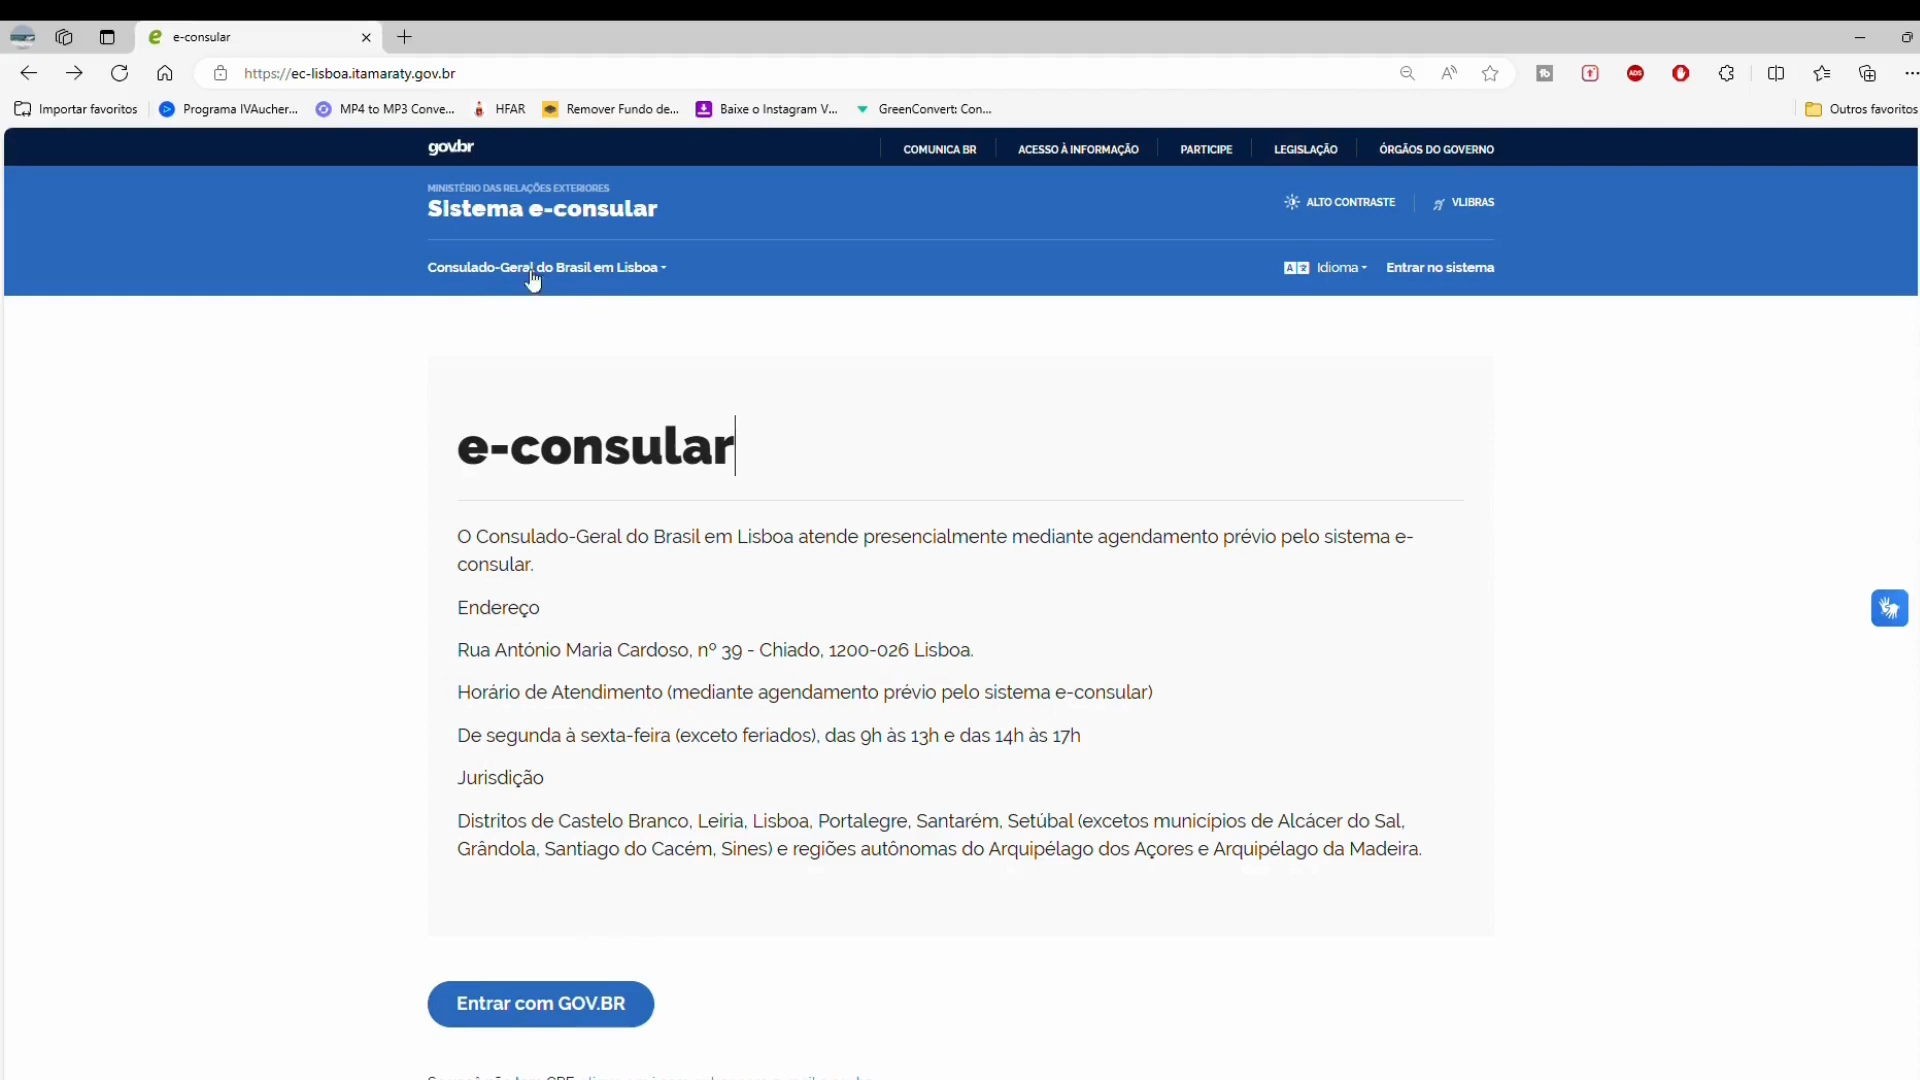 e-consular
https://ec-lisboa.itamaraty.gov.br
Importar favoritos
Programa IVAucher...
MP4 to MP3 Conve...
HFAR
Remover Fundo de...
Baixe o Instagram V...
GreenConvert: Con...
Outros favoritos
gov.br
COMUNICA BR
ACESSO À INFORMAÇÃO
PARTICIPE
LEGISLAÇÃO
ÓRGÃOS DO GOVERNO
MINISTÉRIO DAS RELAÇÕES EXTERIORES
Sistema e-consular
ALTO CONTRASTE
VLIBRAS
Consulado-Geral do Brasil em Lisboa
Idioma
Entrar no sistema
e-consular
O Consulado-Geral do Brasil em Lisboa atende presencialmente mediante agendamento prévio pelo sistema e-
consular.
Endereço
Rua António Maria Cardoso, nº 39 - Chiado, 1200-026 Lisboa.
Horário de Atendimento (mediante agendamento prévio pelo sistema e-consular)
De segunda à sexta-feira (exceto feriados), das 9h às 13h e das 14h às 17h
Jurisdição
Distritos de Castelo Branco, Leiria, Lisboa, Portalegre, Santarém, Setúbal (excetos municípios de Alcácer do Sal,
Grândola, Santiago do Cacém, Sines) e regiões autônomas do Arquipélago dos Açores e Arquipélago da Madeira.
Entrar com GOV.BR